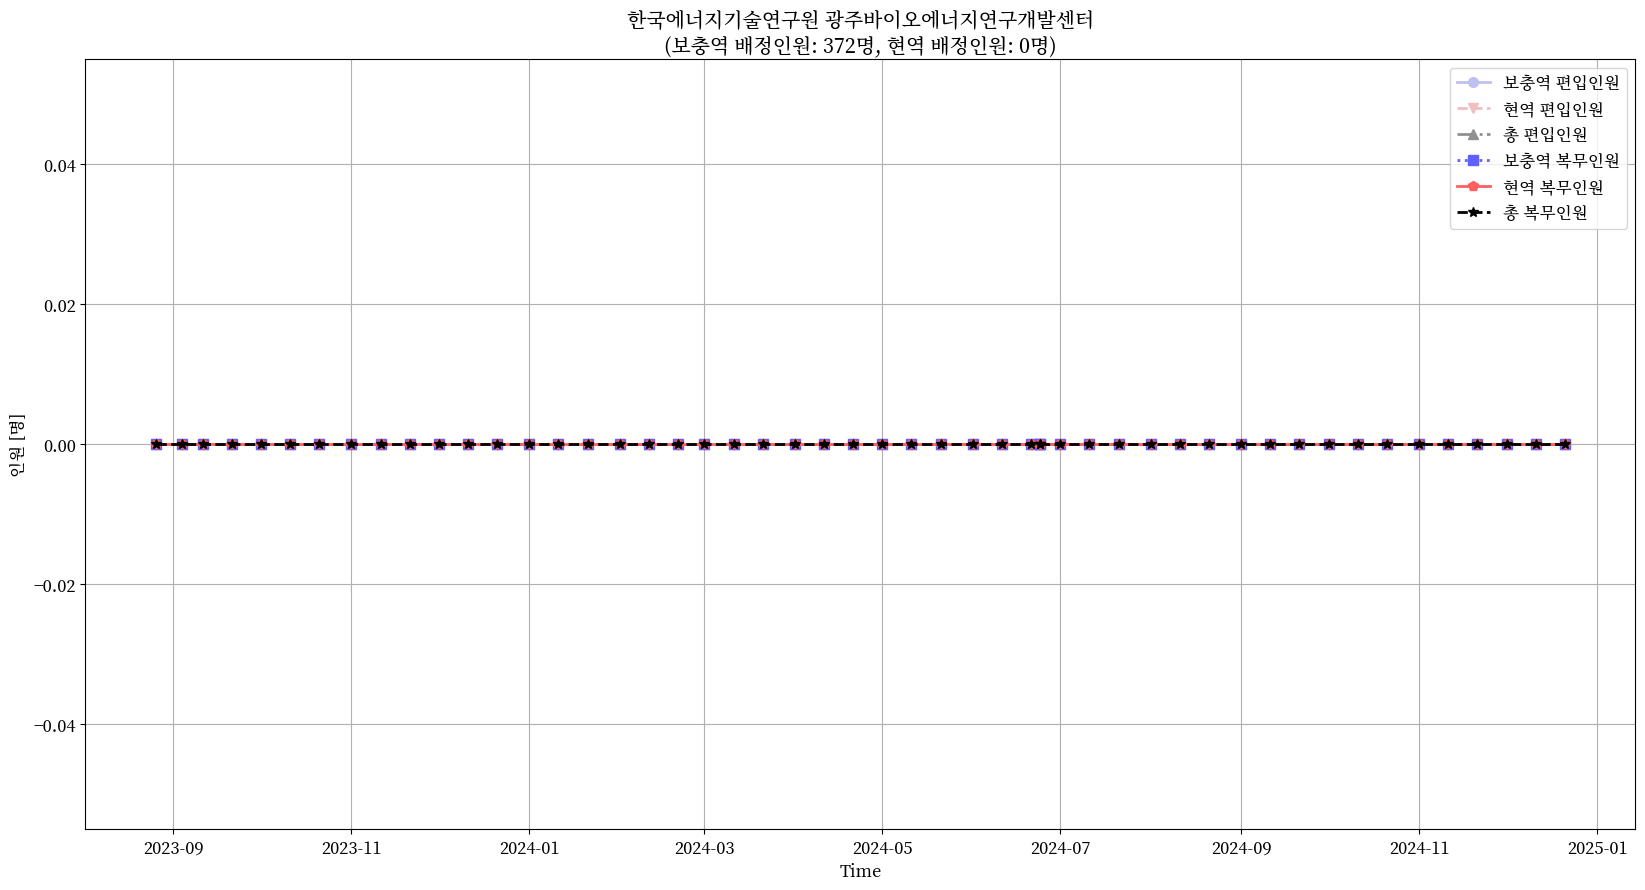 한국에너지기술연구원 광주바이오에너지연구개발센터
(보충역 배정인원: 372명, 현역 배정인원: 0명)
보충역 편입인원
현역 편입인원
총 편입인원
보충역 복무인원
현역 복무인원
총 복무인원
0.04
0.02
0.00
−0.02
−0.04
인원 [명]
2023-09
2023-11
2024-01
2024-03
2024-05
2024-07
2024-09
2024-11
2025-01
Time